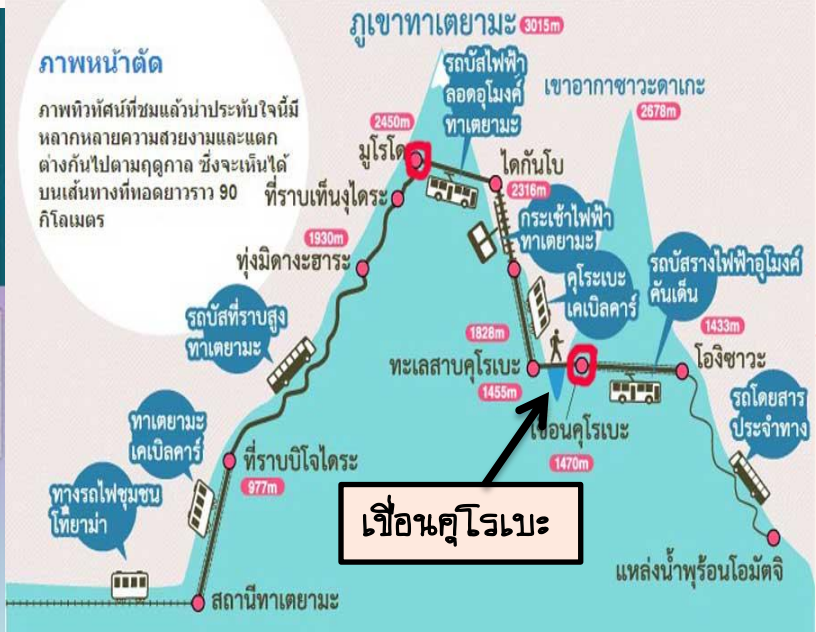 ภูเขาทาเตยามะ 3015m
ภาพหน้าตัด
ภาพทิวทัศน์ที่ชมแล้วน่าประทับใจนี้มี
หลากหลายความสวยงามและแตก
ต่างกันไปตามฤดูกาล ซึ่งจะเห็นได้
บนเส้นทางที่ทอดยาวราว 90
กิโลเมตร
รถบัสไฟฟ้า
ลอดอุโมงค์
ทาเตยามะ
เขาอากาซาวะดาเกะ
2678m
2450m
มูโรโด
ไดกันโบ
2316m
ที่ราบเท็นงุไดระ
กระเช้าไฟฟ้า
ทาเตยามะ
1930m
ทุ่งมิดางะฮาระ
คุโระเบะ
เคเบิลคาร์
รถบัสรางไฟฟ้าอุโมงค์
คันเด็น
รถบัสที่ราบสูง
ทาเตยามะ
1828m
ทะเลสาบคุโรเบะ
1455m
1433m
โองิซาวะ
เขื่อนคุโรเบะ
1470m
รถโดยสาร
ประจำทาง
ทาเตยามะ
เคเบิลคาร์
ที่ราบบิโจไดระ
977m
ทางรถไฟชุมชน
โทยาม่า
เขื่อนคุโรเบะ
แหล่งน้ำพุร้อนโอมัตจิ
สถานีทาเตยามะ